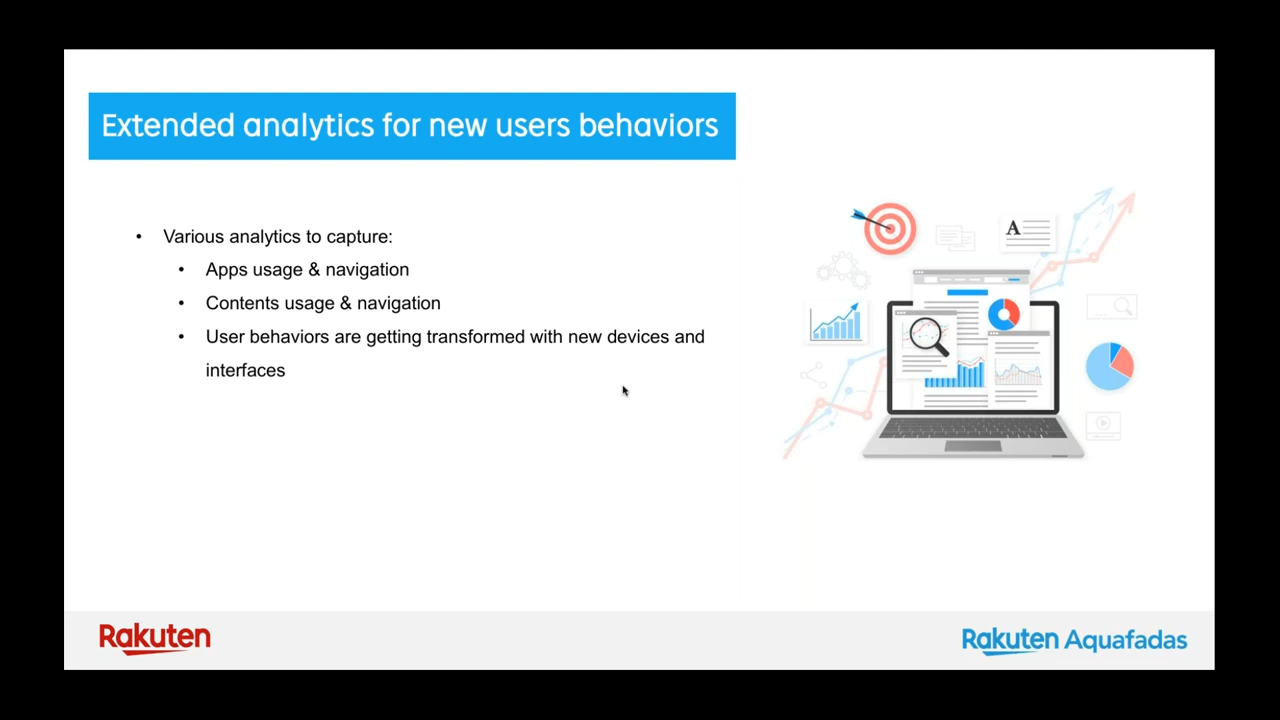 Extended analytics for new users behaviors
• Various analytics to capture:
• Apps usage & navigation
• Contents usage & navigation
• User behaviors are getting transformed with new devices and
interfaces
A
Rakuten
Rakuten Aquafadas